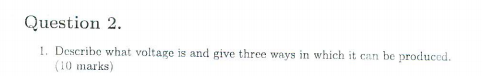 Question 2.
1. Describe what voltage is and give three ways in which it can be produced.
(10 marks)